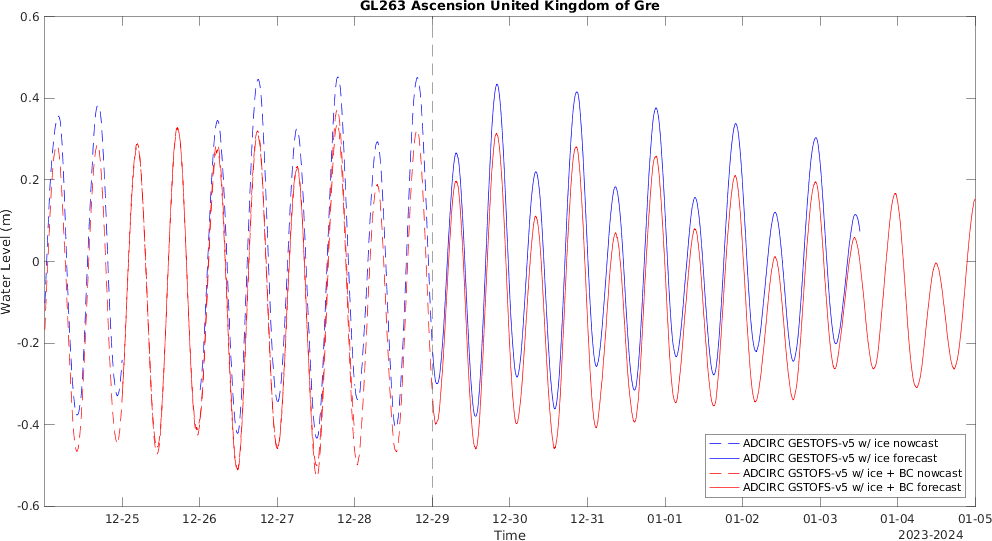 GL263 Ascension United Kingdom of Gre
0.6
0.4
0.2
0
-0.2
-0.4
-0.6
Water Level (m)
12-25 12-26 12-27 12-28 12-29 12-30 12-31 01-01 01-02 01-03 01-04 01-05
Time
2023-2024
ADCIRC GESTOFS-v5 w/ ice nowcast
ADCIRC GESTOFS-v5 w/ ice forecast
ADCIRC GSTOFS-v5 w/ ice + BC nowcast
ADCIRC GSTOFS-v5 w/ ice + BC forecast